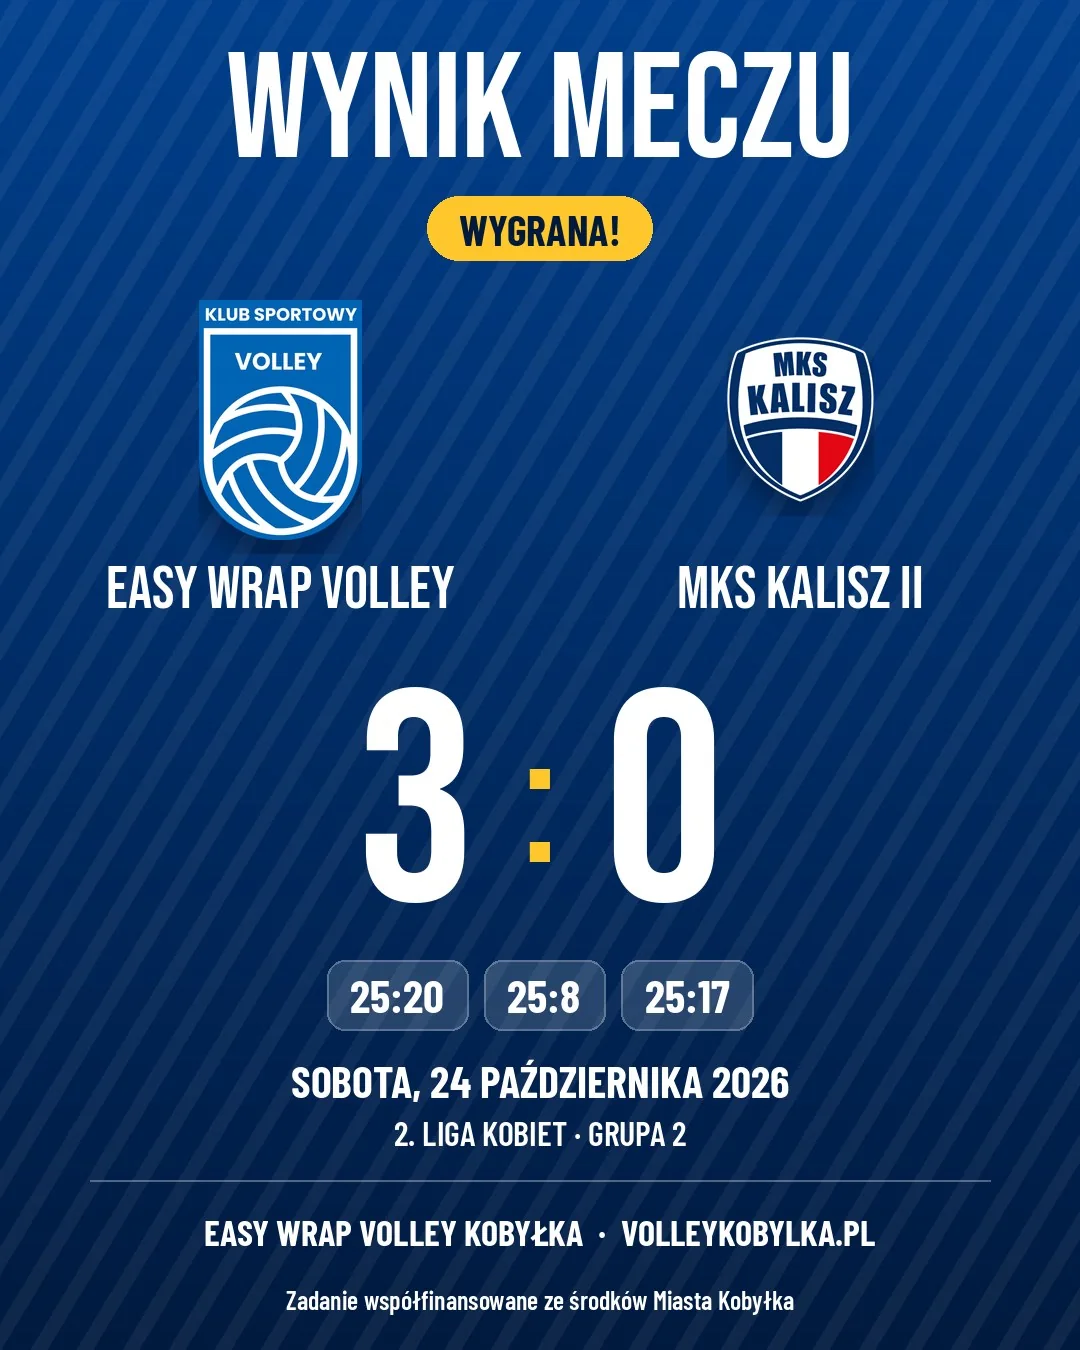 WYNIK MECZU
WYGRANA!
KLUB SPORTOWY
VOLLEY
MKS
KALISZ
EASY WRAP VOLLEY
MKS KALISZ II
3 : 0
25:20 25:8 25:17
SOBOTA, 24 PAŹDZIERNIKA 2026
2. LIGA KOBIET · GRUPA 2
EASY WRAP VOLLEY KOBYŁKA · VOLLEYKOBYLKA.PL
Zadanie współfinansowane ze środków Miasta Kobyłka